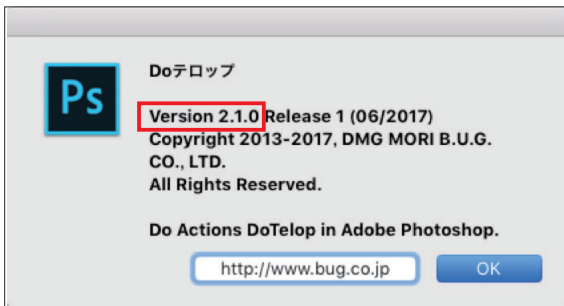 Ps
Doテロップ
Version 2.1.0 Release 1 (06/2017)
Copyright 2013-2017, DMG MORI B.U.G.
CO., LTD.
All Rights Reserved.
Do Actions DoTelop in Adobe Photoshop.
http://www.bug.co.jp
OK